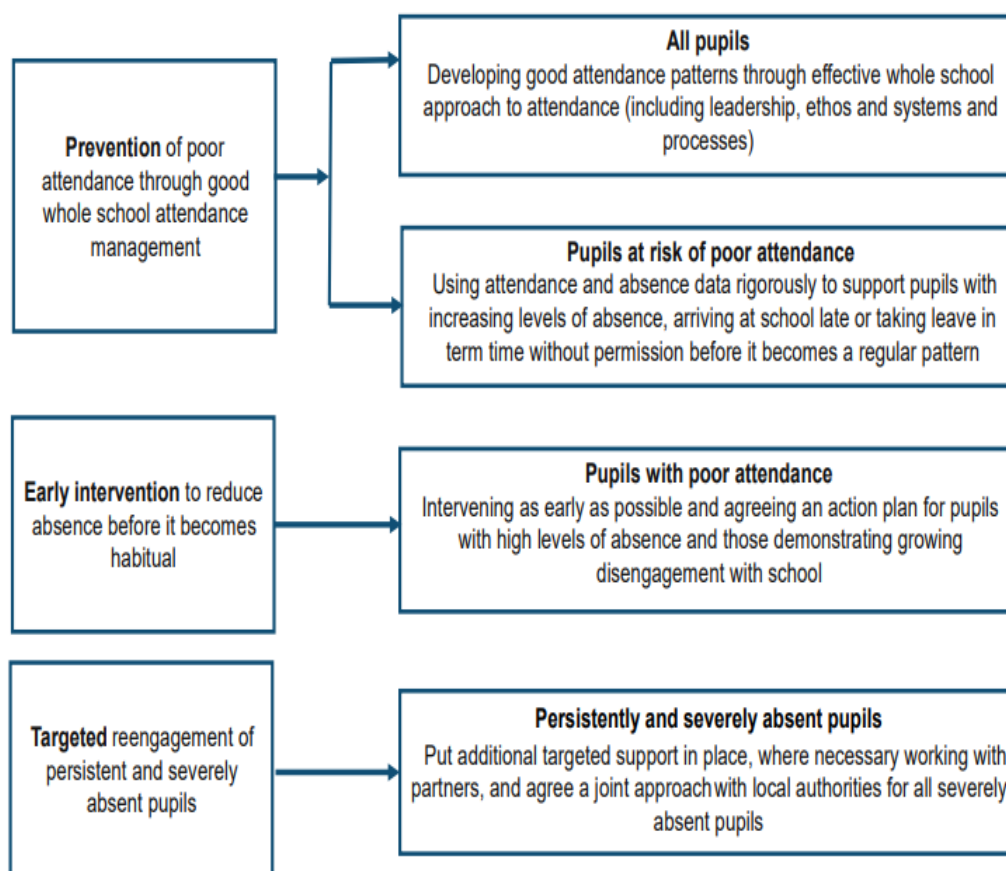 Prevention of poor
attendance through good
whole school attendance
management
All pupils
Developing good attendance patterns through effective whole school
approach to attendance (including leadership, ethos and systems and
processes)
Pupils at risk of poor attendance
Using attendance and absence data rigorously to support pupils with
increasing levels of absence, arriving at school late or taking leave in
term time without permission before it becomes a regular pattern
Early intervention to reduce
absence before it becomes
habitual
Pupils with poor attendance
Intervening as early as possible and agreeing an action plan for pupils
with high levels of absence and those demonstrating growing
disengagement with school
Targeted reengagement of
persistent and severely
absent pupils
Persistently and severely absent pupils
Put additional targeted support in place, where necessary working with
partners, and agree a joint approach with local authorities for all severely
absent pupils